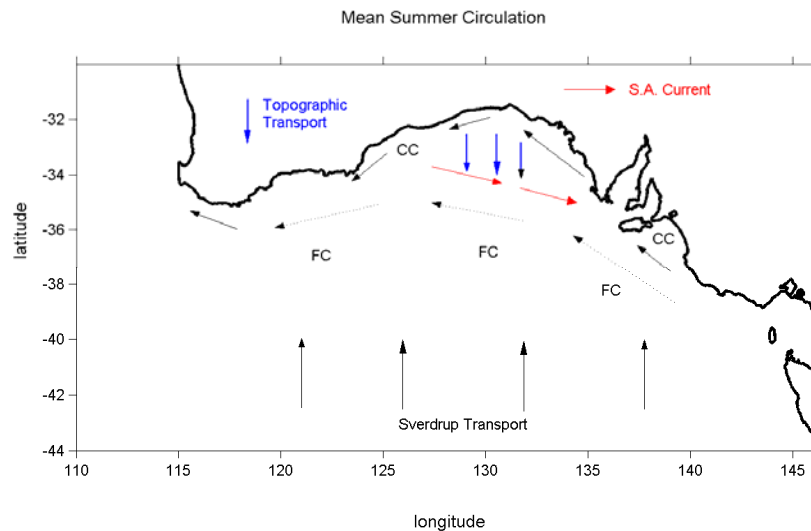 Mean Summer Circulation
-32
-34
-36
-38
-40
-42
-44
latitude
Topographic
Transport
S.A. Current
CC
CC
FC
FC
FC
Sverdrup Transport
110
115
120
125
130
135
140
145
longitude